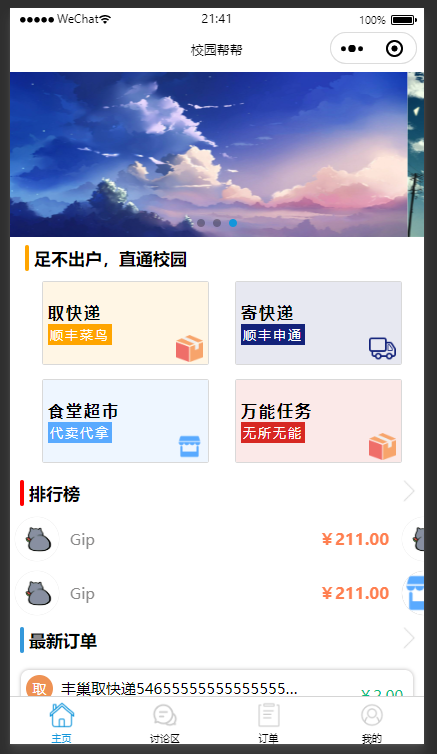 WeChat 21:41 100%
校园帮帮
足不出户，直通校园
取快递 寄快递
顺丰菜鸟 顺丰申通
食堂超市 万能任务
代卖代拿 无所无能
排行榜
Gip ￥211.00
Gip ￥211.00
最新订单
取 丰巢取快递54655555555555555... ￥2.00
主页 讨论区 订单 我的